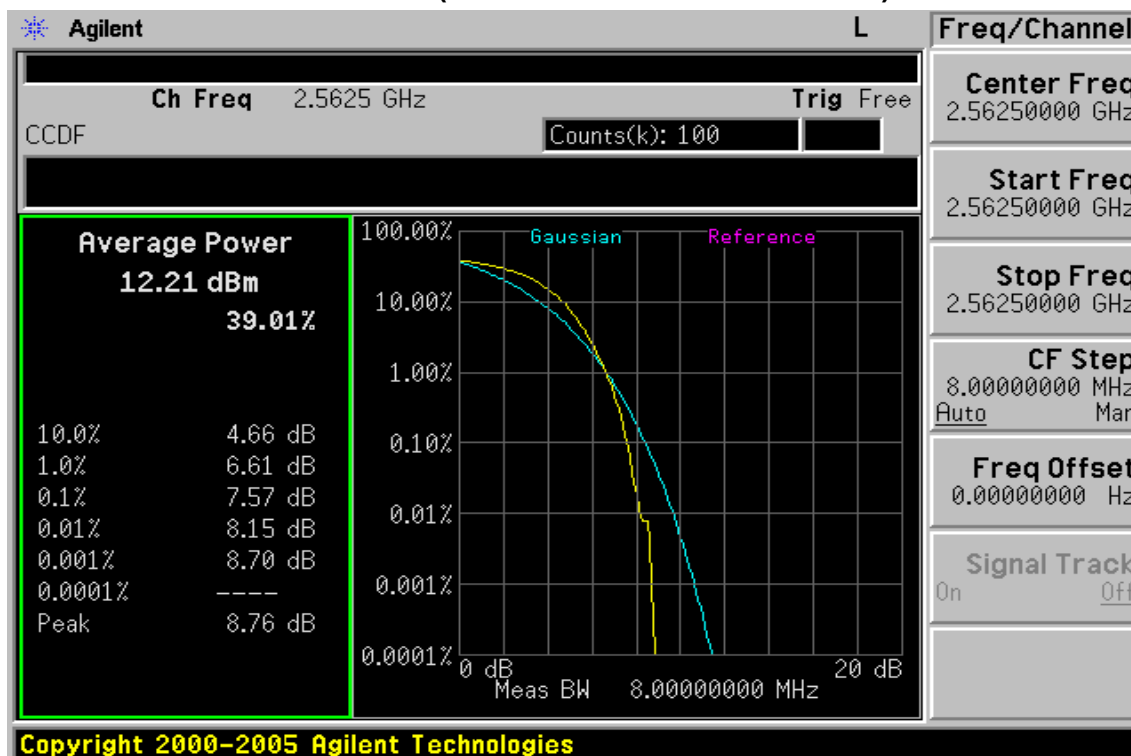 Agilent L
Ch Freq 2.5625 GHz Trig Free
CCDF Counts(k): 100
Average Power
12.21 dBm
39.01%
10.0% 4.66 dB
1.0% 6.61 dB
0.1% 7.57 dB
0.01% 8.15 dB
0.001% 8.70 dB
0.0001% ----
Peak 8.76 dB
Gaussian Reference
100.00%
10.00%
1.00%
0.10%
0.01%
0.001%
0.0001%
0 dB 20 dB
Meas BW 8.00000000 MHz
Freq/Channel
Center Freq
2.56250000 GHz
Start Freq
2.56250000 GHz
Stop Freq
2.56250000 GHz
CF Step
8.00000000 MHz
Auto Man
Freq Offset
0.00000000 Hz
Signal Track
On Off
Copyright 2000-2005 Agilent Technologies